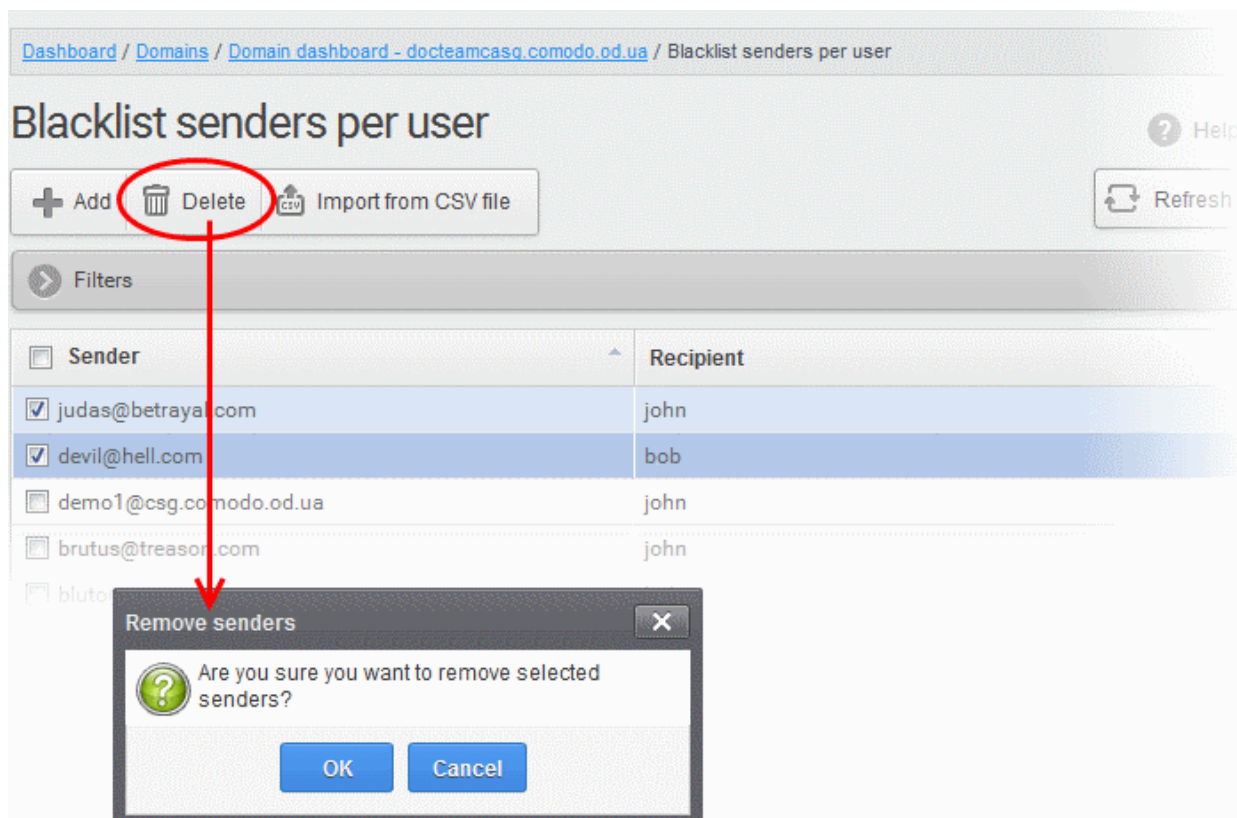 Dashboard / Domains / Domain dashboard - docteamcasg.comodo.od.ua / Blacklist senders per user
Blacklist senders per user
Help
Add Delete Import from CSV file Refresh
Filters
Sender Recipient
judas@betrayal.com john
devil@hell.com bob
demo1@csg.comodo.od.ua john
brutus@treason.com john
Remove senders
Are you sure you want to remove selected
senders?
OK Cancel